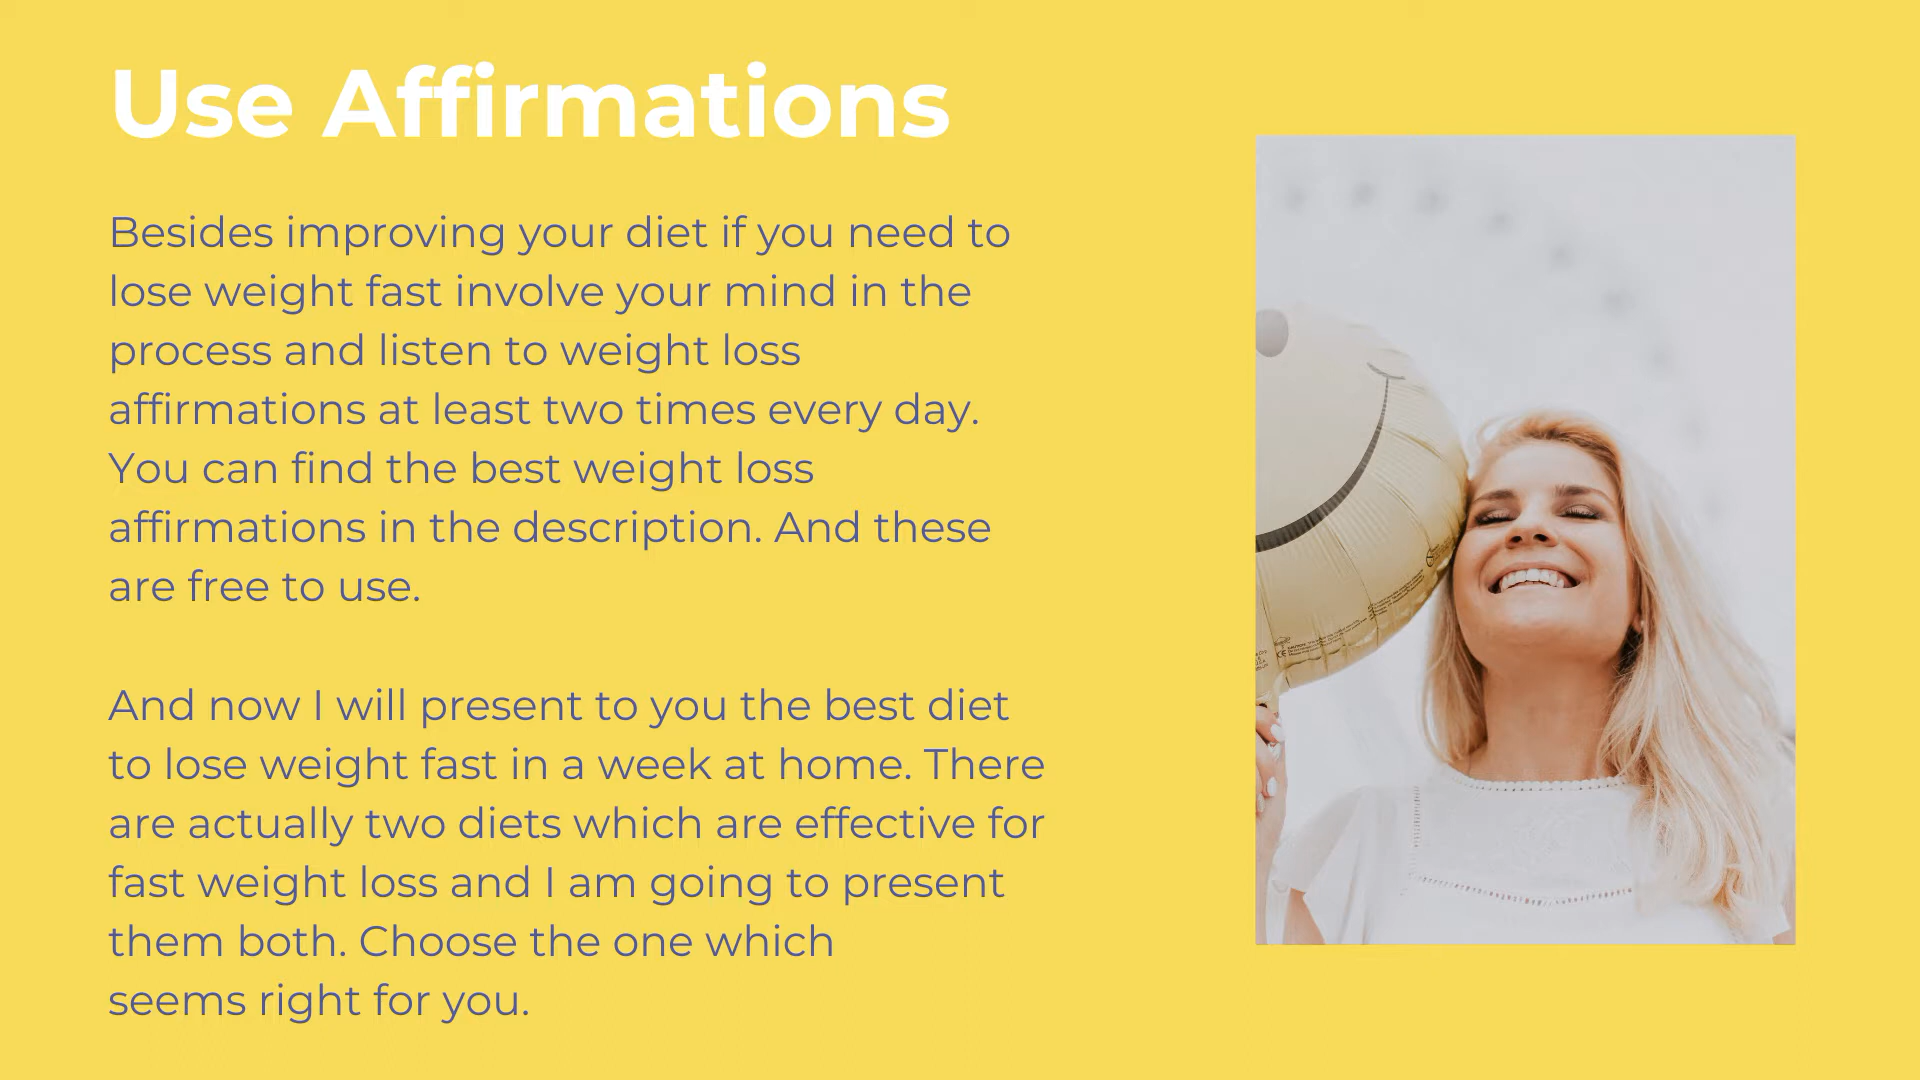 Use Affirmations
Besides improving your diet if you need to
lose weight fast involve your mind in the
process and listen to weight loss
affirmations at least two times every day.
You can find the best weight loss
affirmations in the description. And these
are free to use.
And now I will present to you the best diet
to lose weight fast in a week at home. There
are actually two diets which are effective for
fast weight loss and I am going to present
them both. Choose the one which
seems right for you.